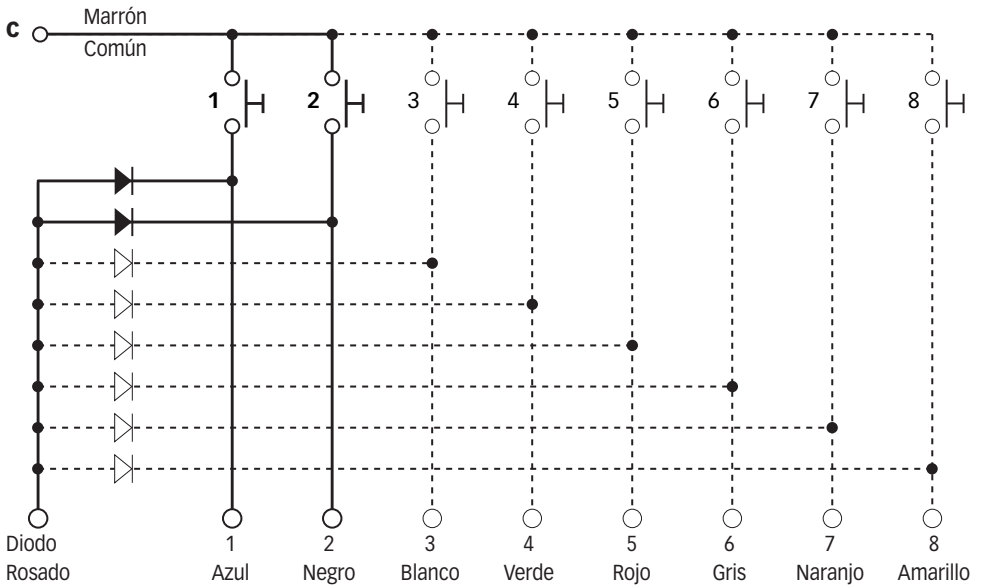 Marrón
C
Común
1 2 3 4 5 6 7 8
Diodo 1 2 3 4 5 6 7 8
Rosado Azul Negro Blanco Verde Rojo Gris Naranjo Amarillo